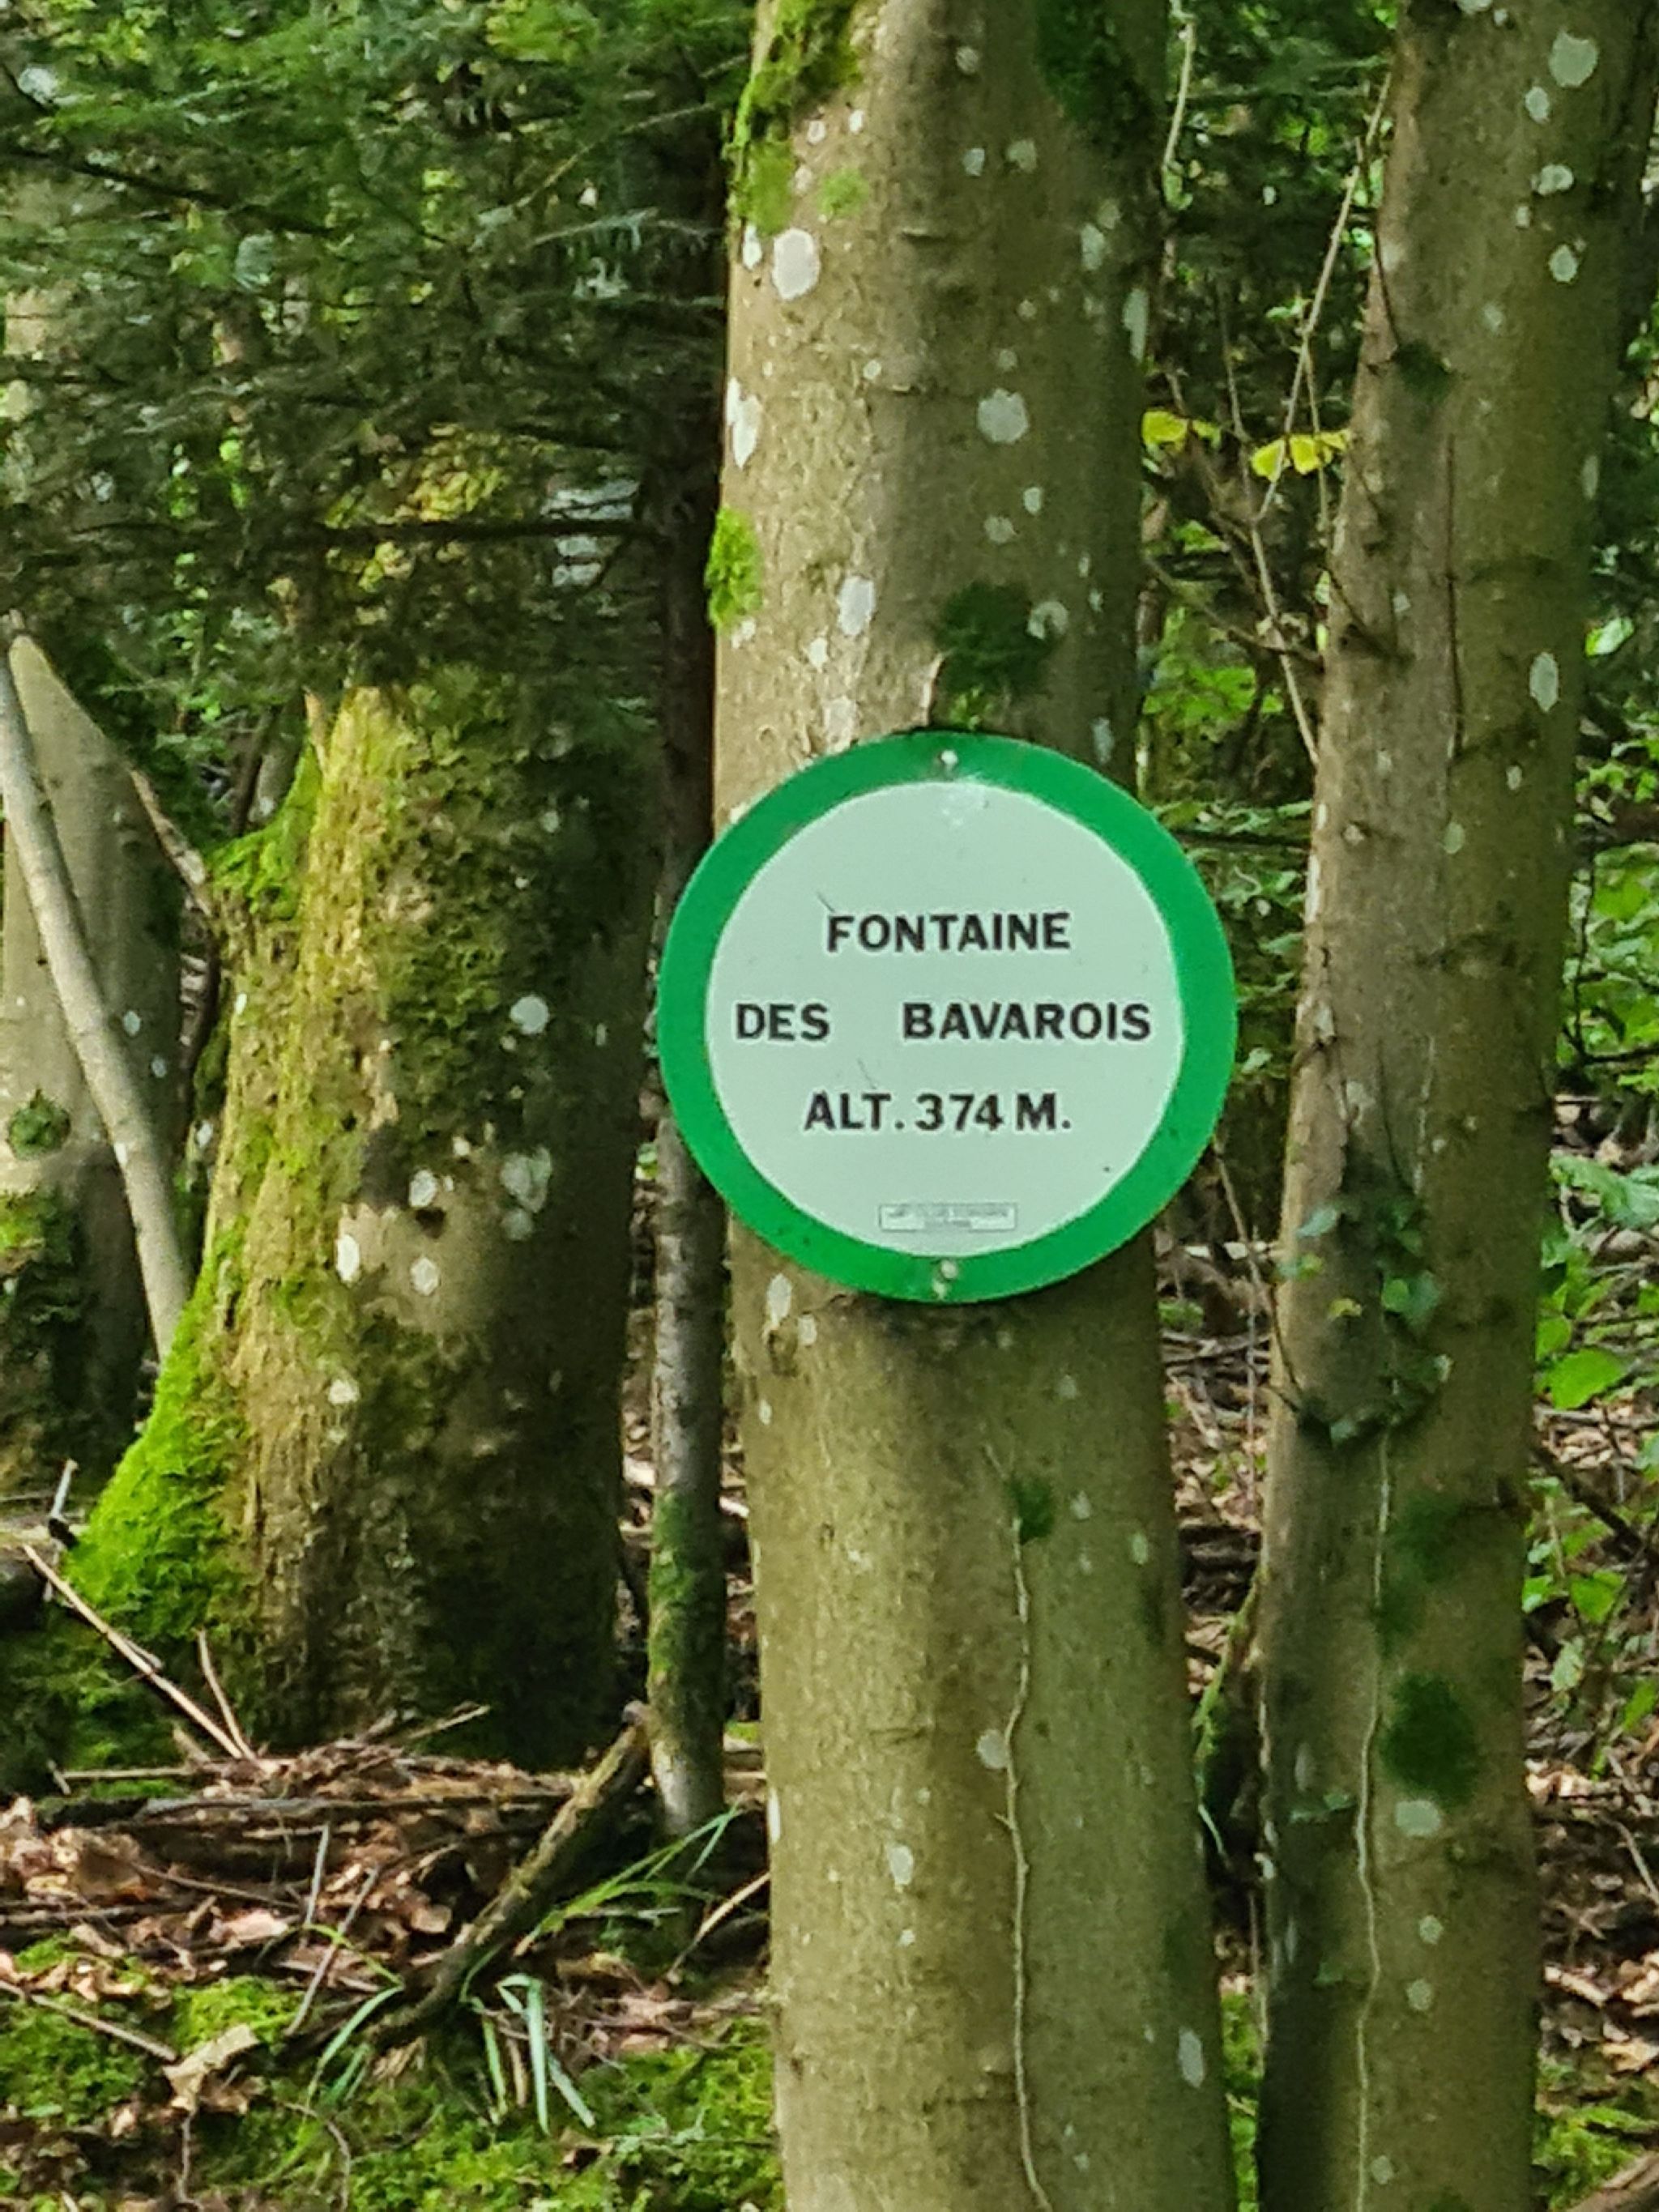 FONTAINE
DES BAVAROIS
ALT. 374 M.